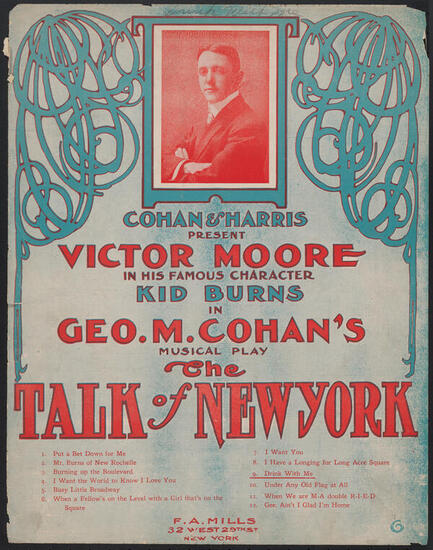 COHAN & HARRIS
PRESENT
VICTOR MOORE
IN HIS FAMOUS CHARACTER
KID BURNS
IN
GEO. M. COHAN'S
MUSICAL PLAY
The
TALK of NEW YORK
1. Put a Bet Down for Me
2. Mr. Burns of New Rochelle
3. Burning up the Boulevard
4. I Want the World to Know I Love You
5. Busy Little Broadway
6. When a Fellow's on the Level with a Girl that's on the
Square
7. I Want You
8. I Have a Longing for Long Acre Square
9. Drink With Me
10. Under Any Old Flag at All
11. When We are M-A double R-I-E-D
12. Gee, Ain't I Glad I'm Home
F. A. MILLS
32 WEST 29TH ST
NEW YORK